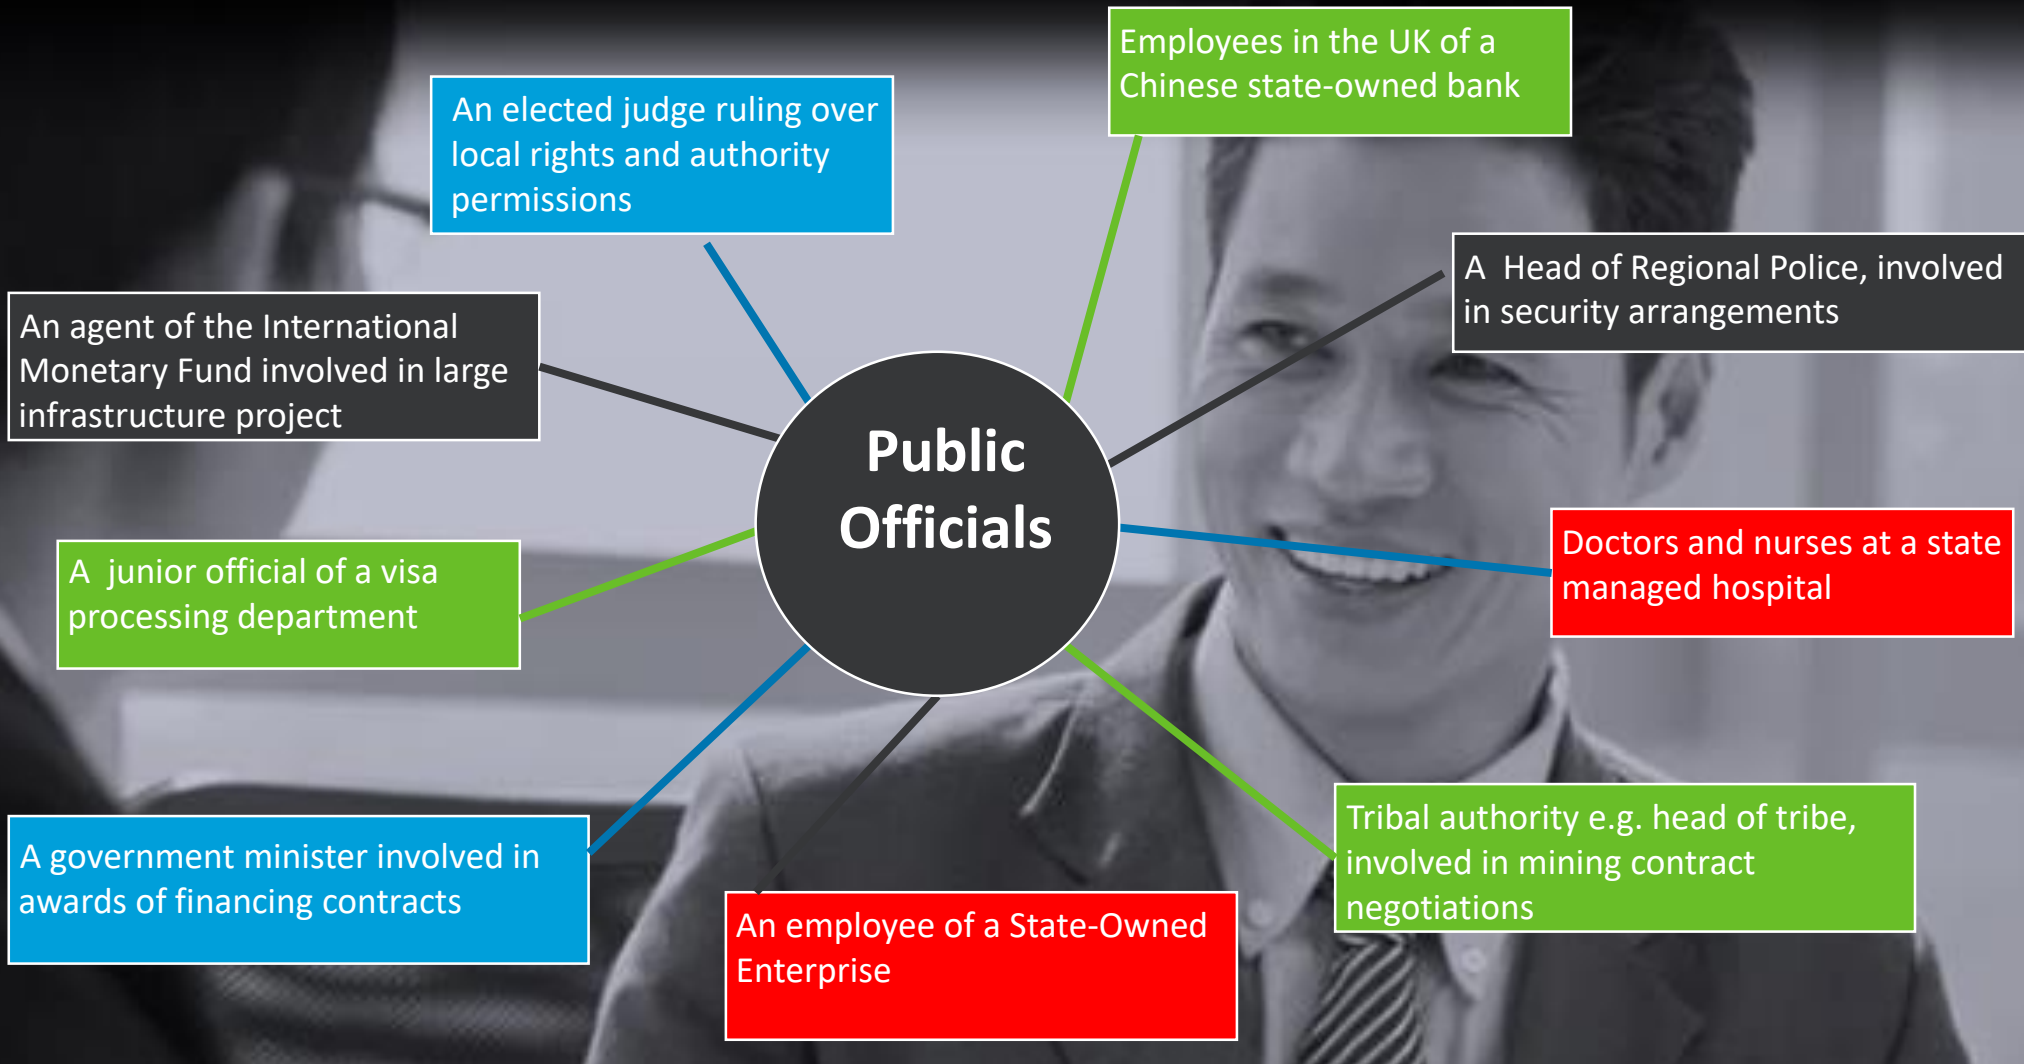 Employees in the UK of a
Chinese state-owned bank
An elected judge ruling over
local rights and authority
permissions
A  Head of Regional Police, involved
in security arrangements
An agent of the International
Monetary Fund involved in large
infrastructure project
Public
Officials
Doctors and nurses at a state
managed hospital
A  junior official of a visa
processing department
Tribal authority e.g. head of tribe,
involved in mining contract
negotiations
A government minister involved in
awards of financing contracts
An employee of a State-Owned
Enterprise